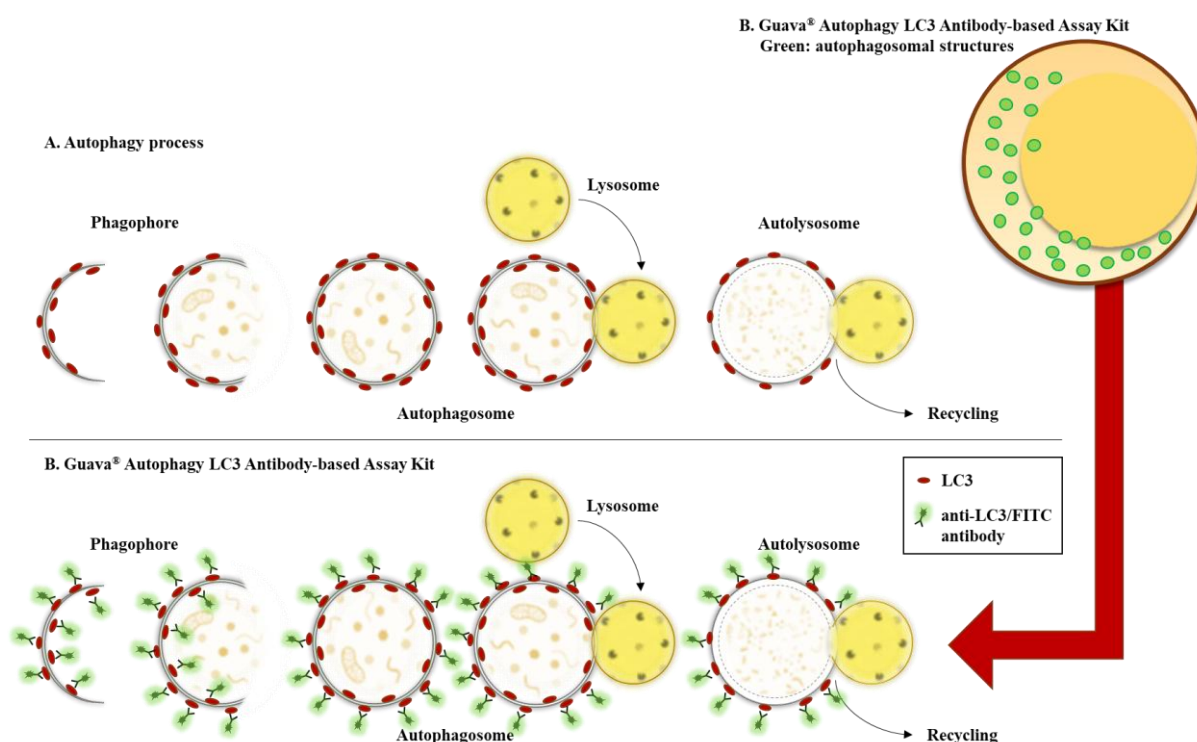 B. Guava® Autophagy LC3 Antibody-based Assay Kit
Green: autophagosomal structures
A. Autophagy process
Lysosome
Phagophore
Autolysosome
Autophagosome
Recycling
B. Guava® Autophagy LC3 Antibody-based Assay Kit
LC3
anti-LC3/FITC
antibody
Lysosome
Phagophore
Autolysosome
Autophagosome
Recycling